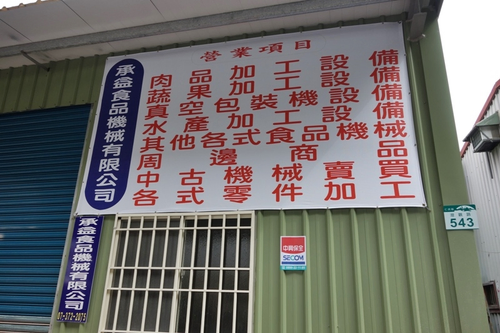 營業項目
承益食品機械有限公司
肉品加工設備
蔬果加工設備
真空包裝機設備
水產加工設備
其他各式食品機械
周邊商品
中古機械賣買
各式零件加工
承益食品機械有限公司
07-372-2075
中興保全
SECOM
543